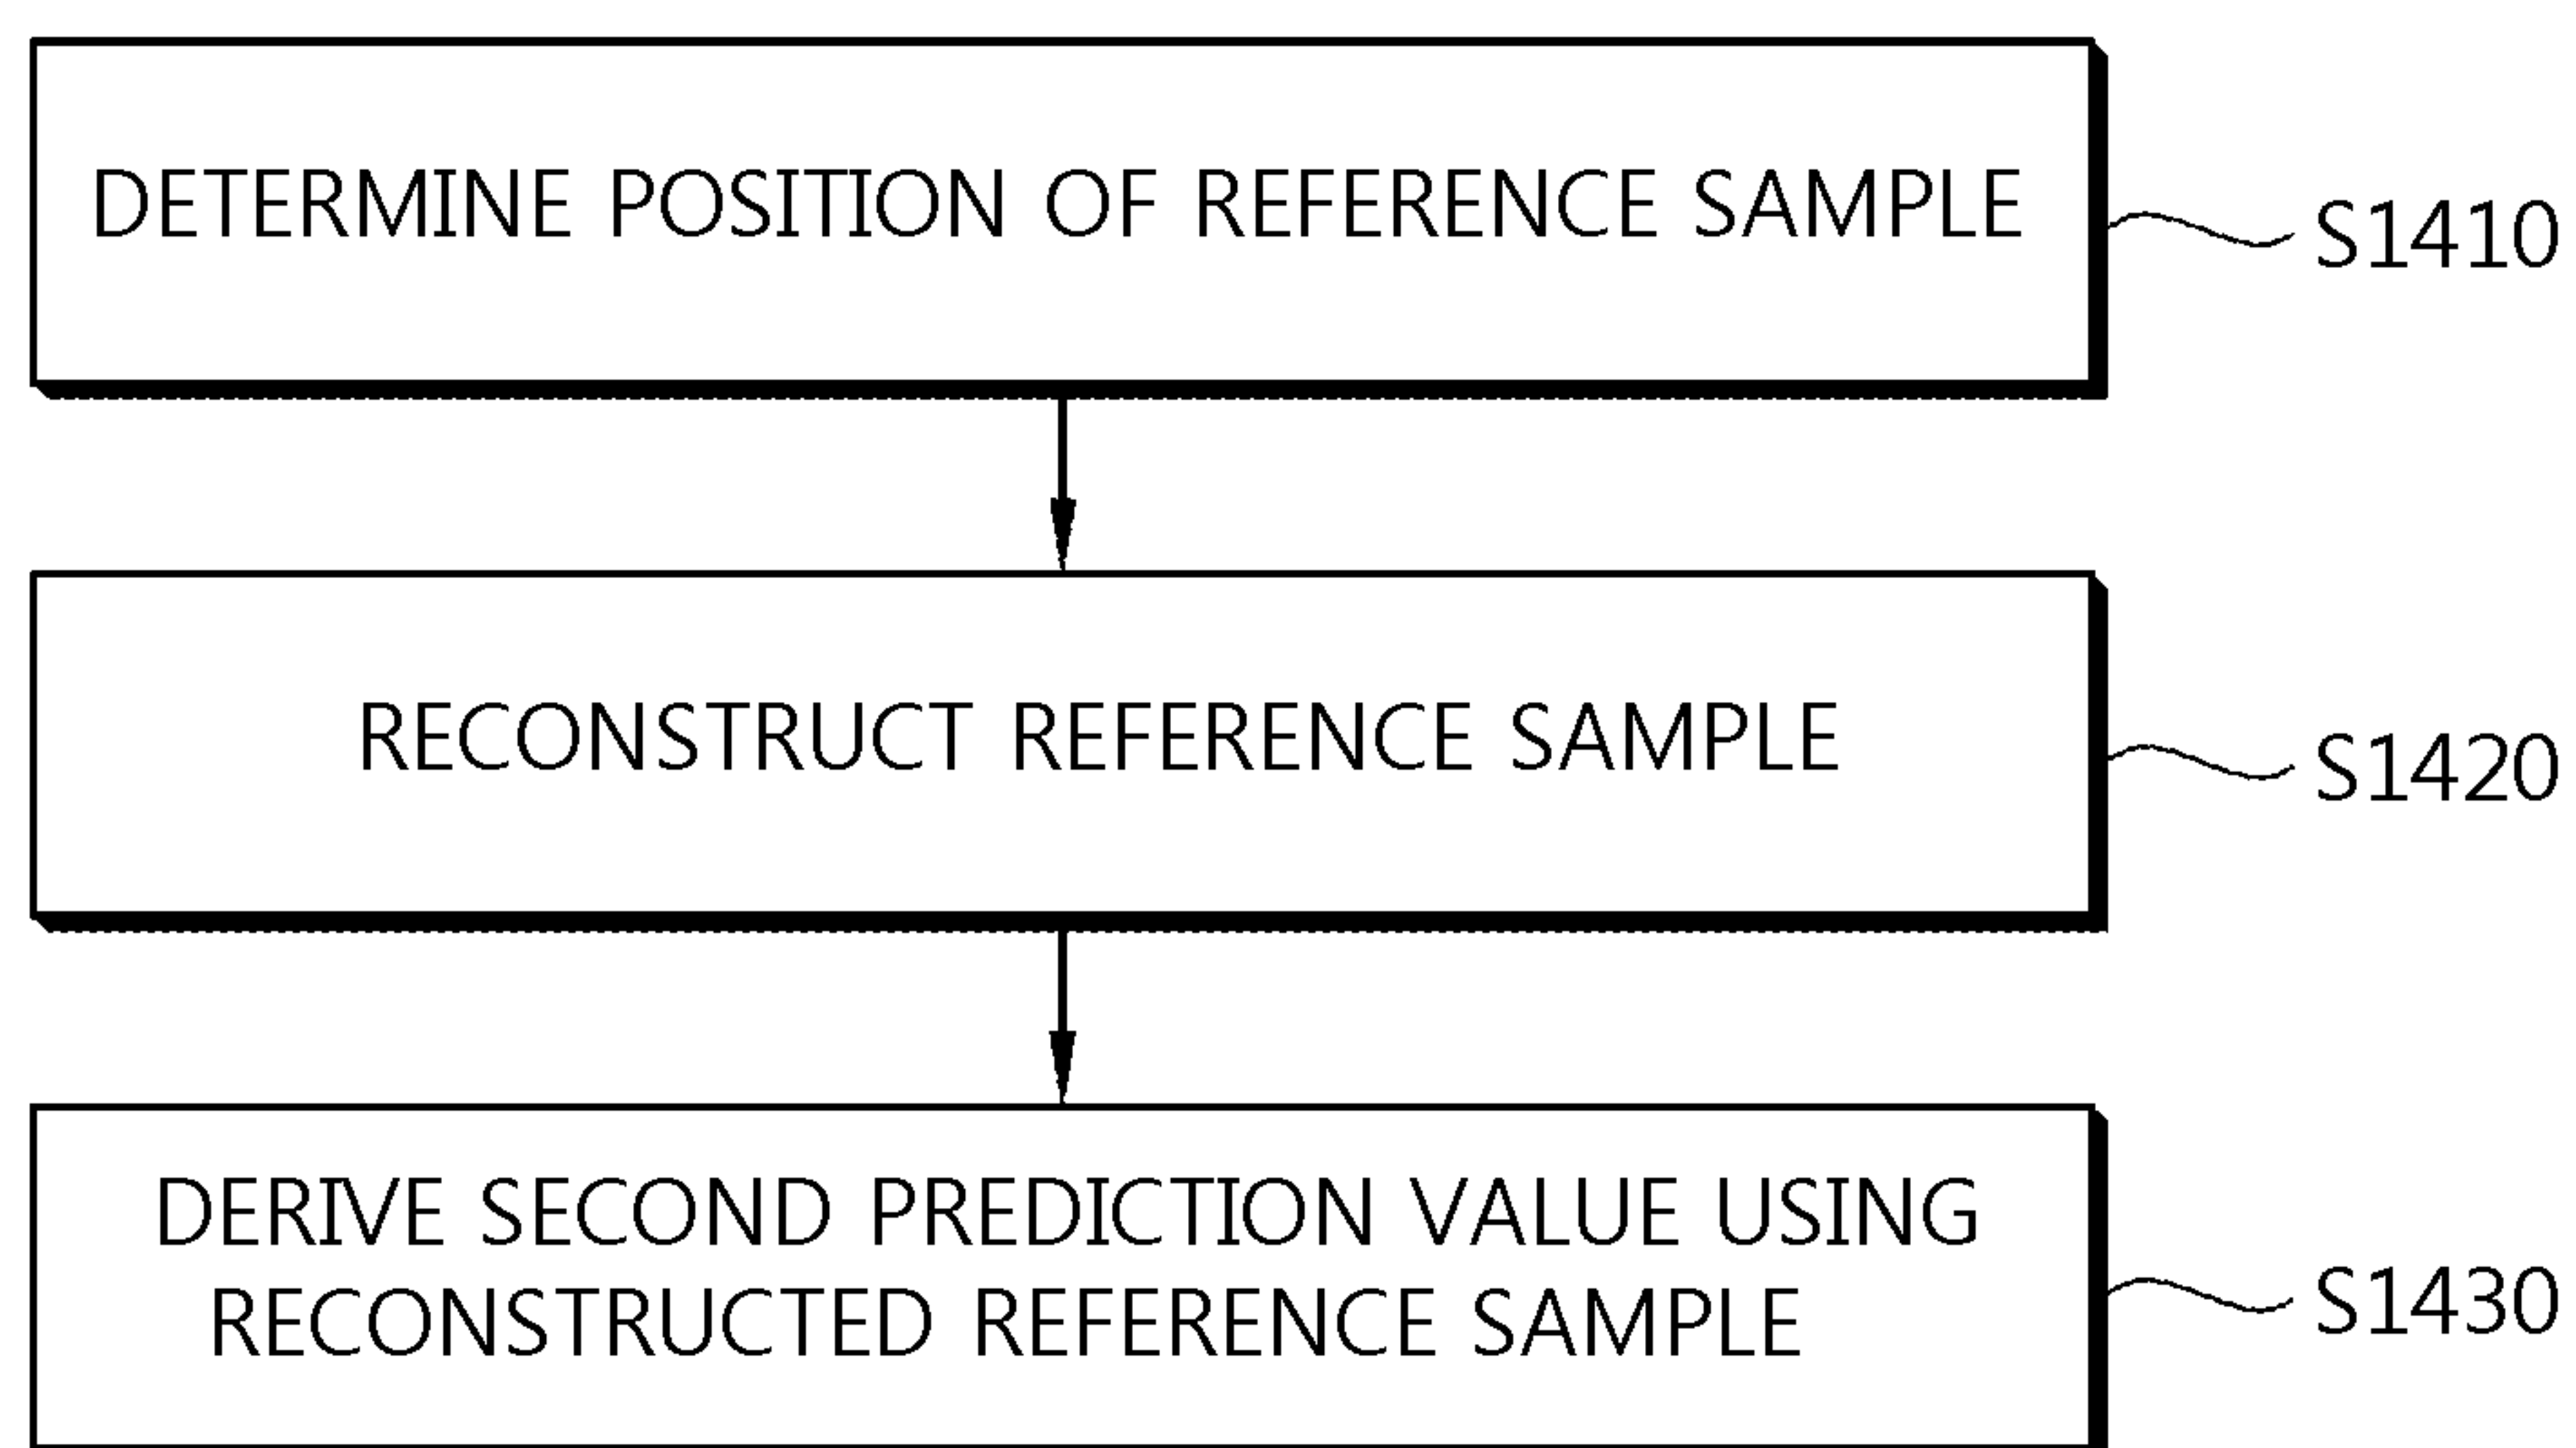 DETERMINE POSITION OF REFERENCE SAMPLE
S1410
RECONSTRUCT REFERENCE SAMPLE
S1420
DERIVE SECOND PREDICTION VALUE USING
RECONSTRUCTED REFERENCE SAMPLE
S1430